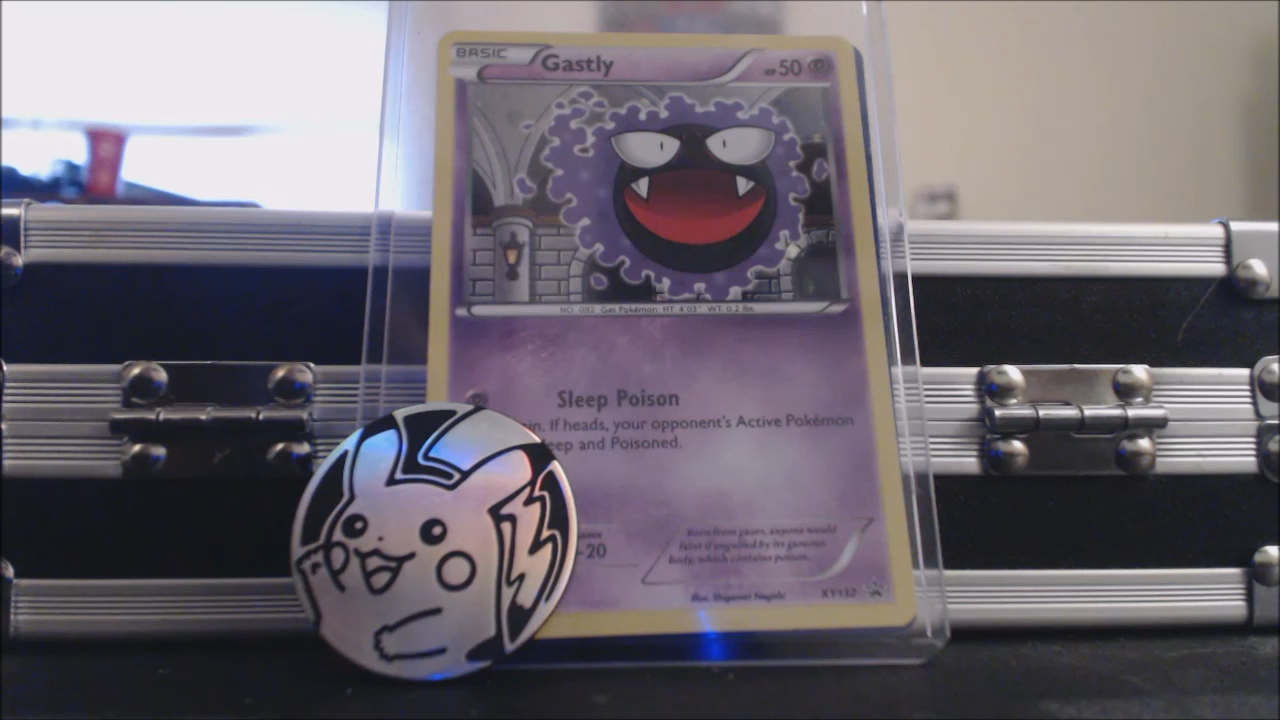 BASIC Gastly HP50
NO. 092 Gas Pokémon HT. 4'03" WT. 0.2 lbs.
Sleep Poison
in. If heads, your opponent's Active Pokémon
eep and Poisoned.
-20
Born from gases, anyone would
faint if engulfed by its gaseous
body, which contains poison.
Illus. Shigenori Negishi
XY132